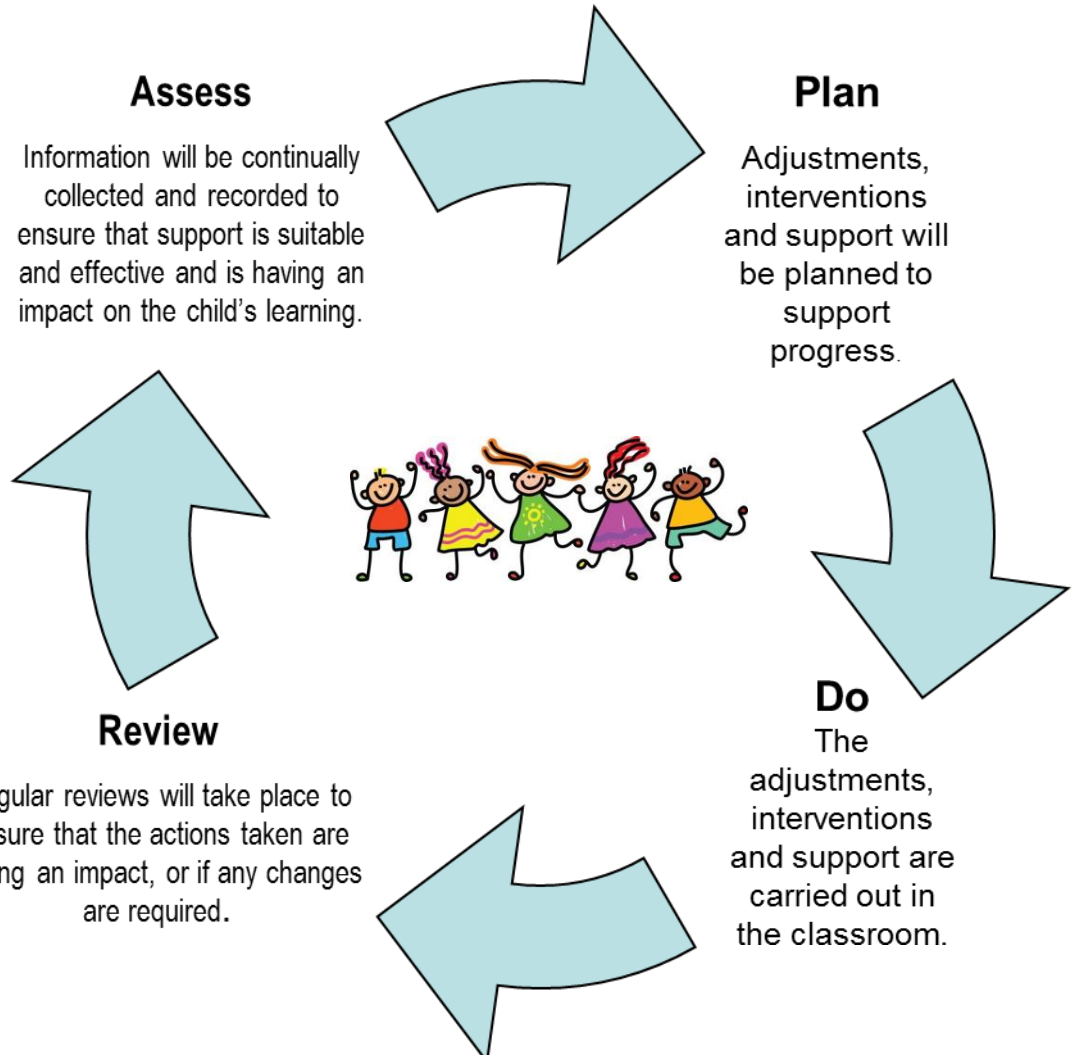 Assess
Information will be continually
collected and recorded to
ensure that support is suitable
and effective and is having an
impact on the child's learning.
Plan
Adjustments,
interventions
and support will
be planned to
support
progress.
Do
The
adjustments,
interventions
and support are
carried out in
the classroom.
Review
gular reviews will take place to
sure that the actions taken are
ng an impact, or if any changes
are required.